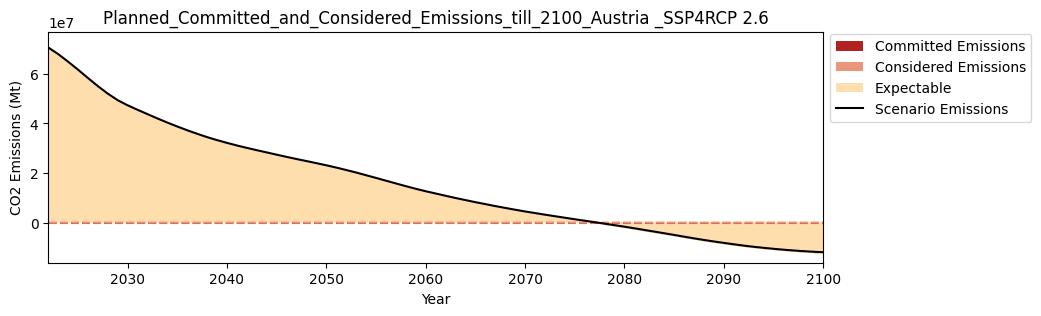 Planned_Committed_and_Considered_Emissions_till_2100_Austria _SSP4RCP 2.6
1e7
6
4
2
0
CO2 Emissions (Mt)
2030 2040 2050 2060 2070 2080 2090 2100
Year
Committed Emissions
Considered Emissions
Expectable
Scenario Emissions